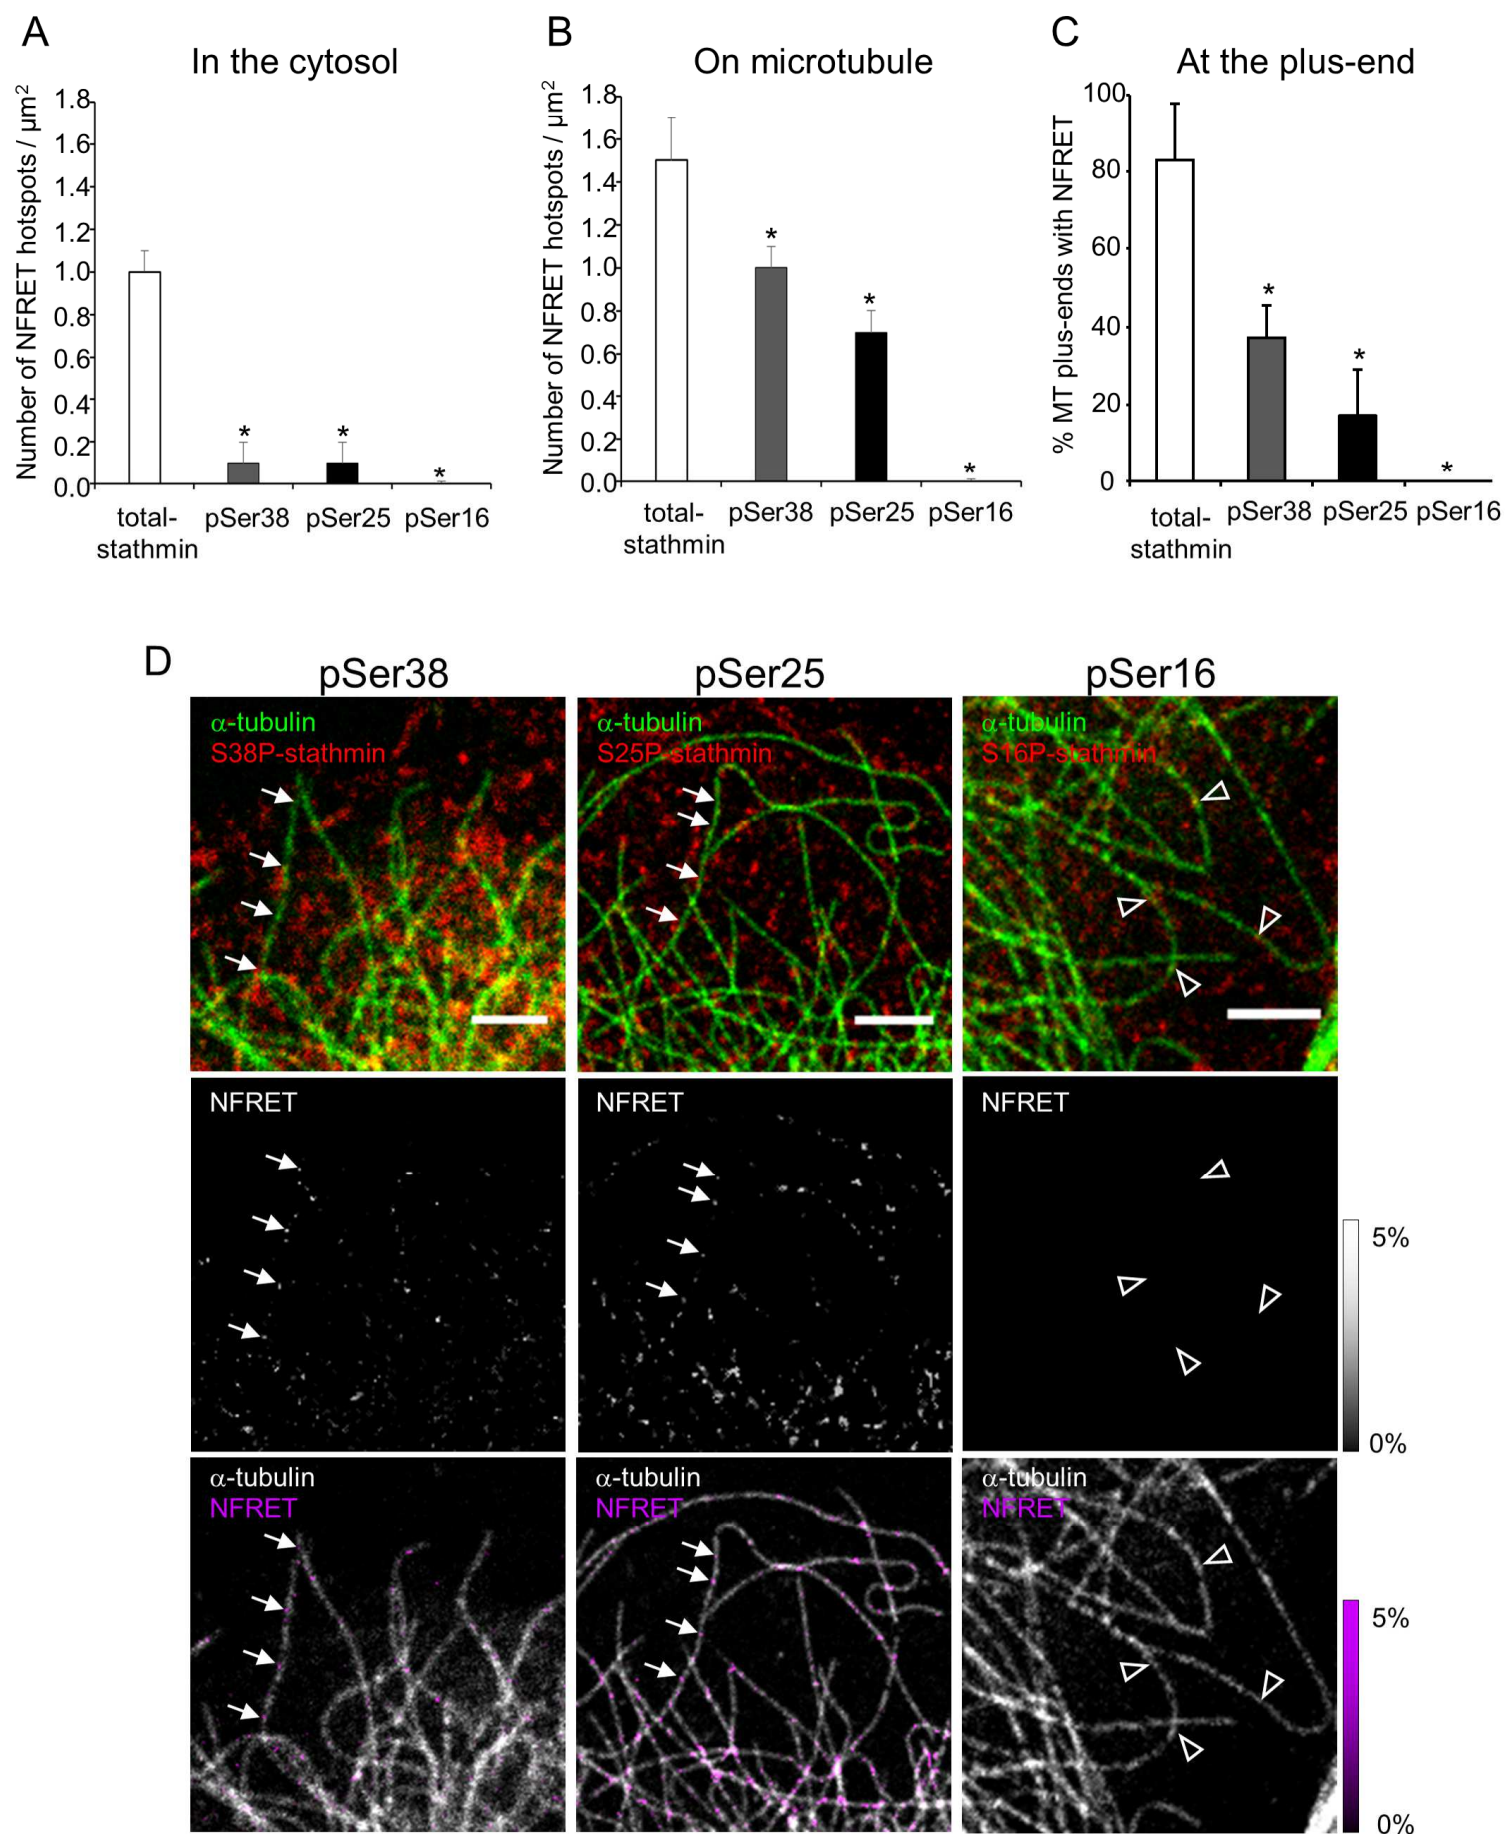 A
In the cytosol
Number of NFRET hotspots / µm²
1.8
1.6
1.4
1.2
1.0
0.8
0.6
0.4
0.2
0.0
*
*
*
total-
stathmin
pSer38
pSer25
pSer16
B
On microtubule
Number of NFRET hotspots / µm²
1.8
1.6
1.4
1.2
1.0
0.8
0.6
0.4
0.2
0.0
*
*
*
total-
stathmin
pSer38
pSer25
pSer16
C
At the plus-end
% MT plus-ends with NFRET
100
80
60
40
20
0
*
*
*
total-
stathmin
pSer38
pSer25
pSer16
D
pSer38
pSer25
pSer16
α-tubulin
S38P-stathmin
α-tubulin
S25P-stathmin
α-tubulin
S16P-stathmin
NFRET
NFRET
NFRET
5%
0%
α-tubulin
NFRET
α-tubulin
NFRET
α-tubulin
NFRET
5%
0%